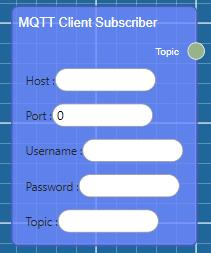 MQTT Client Subscriber
Topic
Host :
Port : 0
Username :
Password :
Topic :